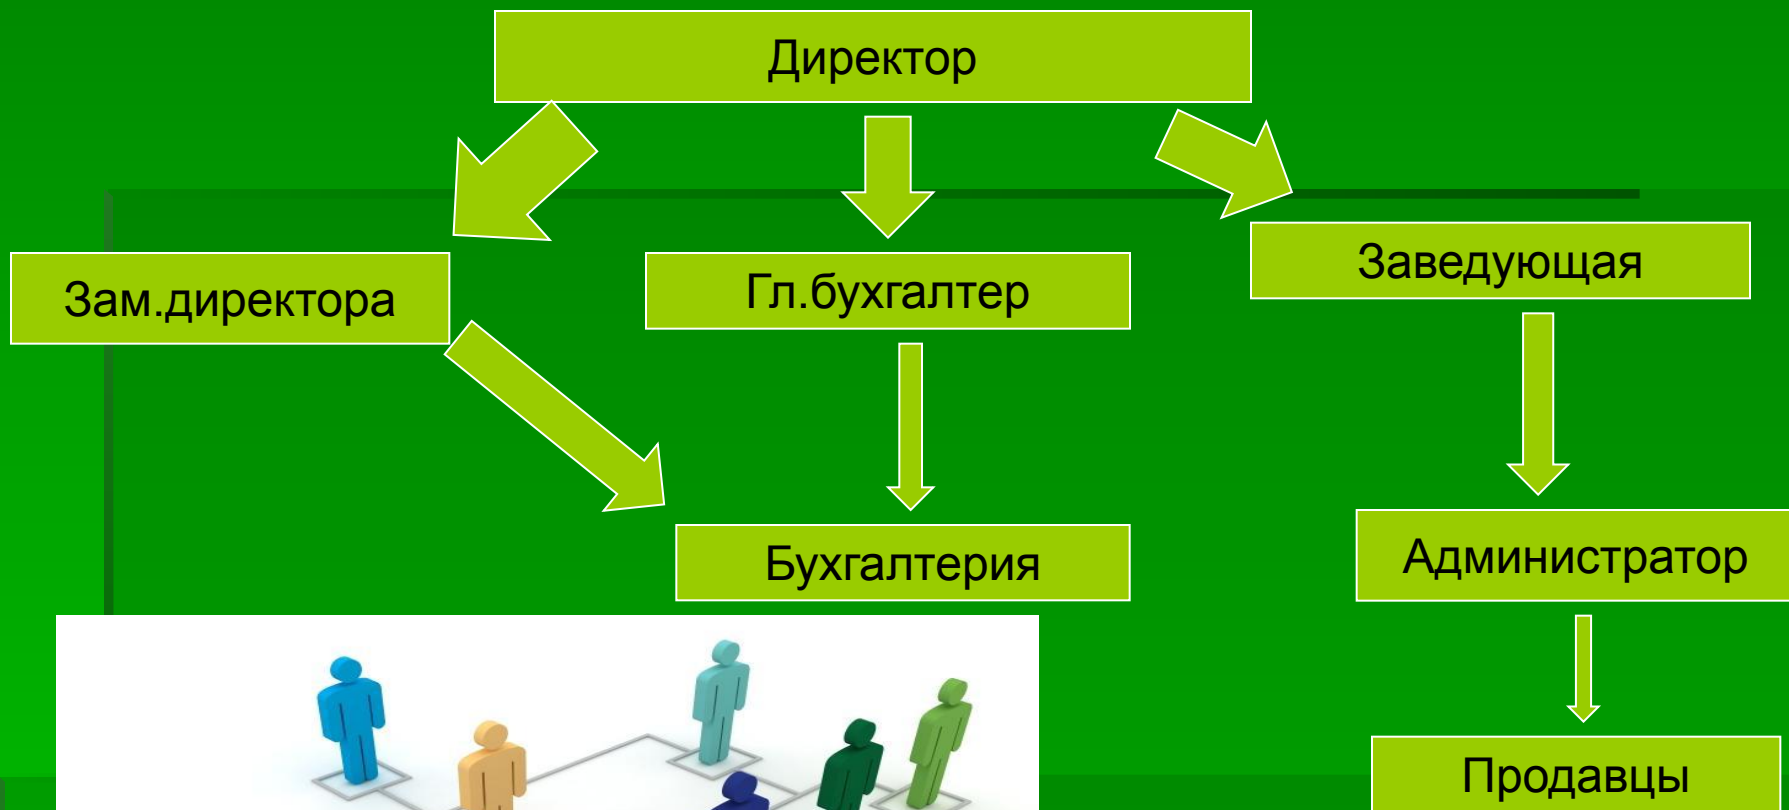 Директор
Зам.директора
Гл.бухгалтер
Заведующая
Бухгалтерия
Администратор
Продавцы